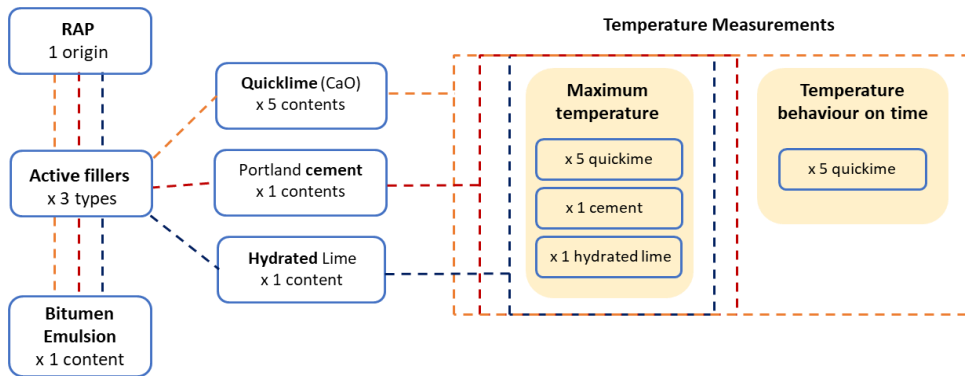 Temperature Measurements
RAP
1 origin
Active fillers
x 3 types
Bitumen
Emulsion
x 1 content
Quicklime (CaO)
x 5 contents
Portland cement
x 1 contents
Hydrated Lime
x 1 content
Maximum
temperature
x 5 quickime
x 1 cement
x 1 hydrated lime
Temperature
behaviour on time
x 5 quickime